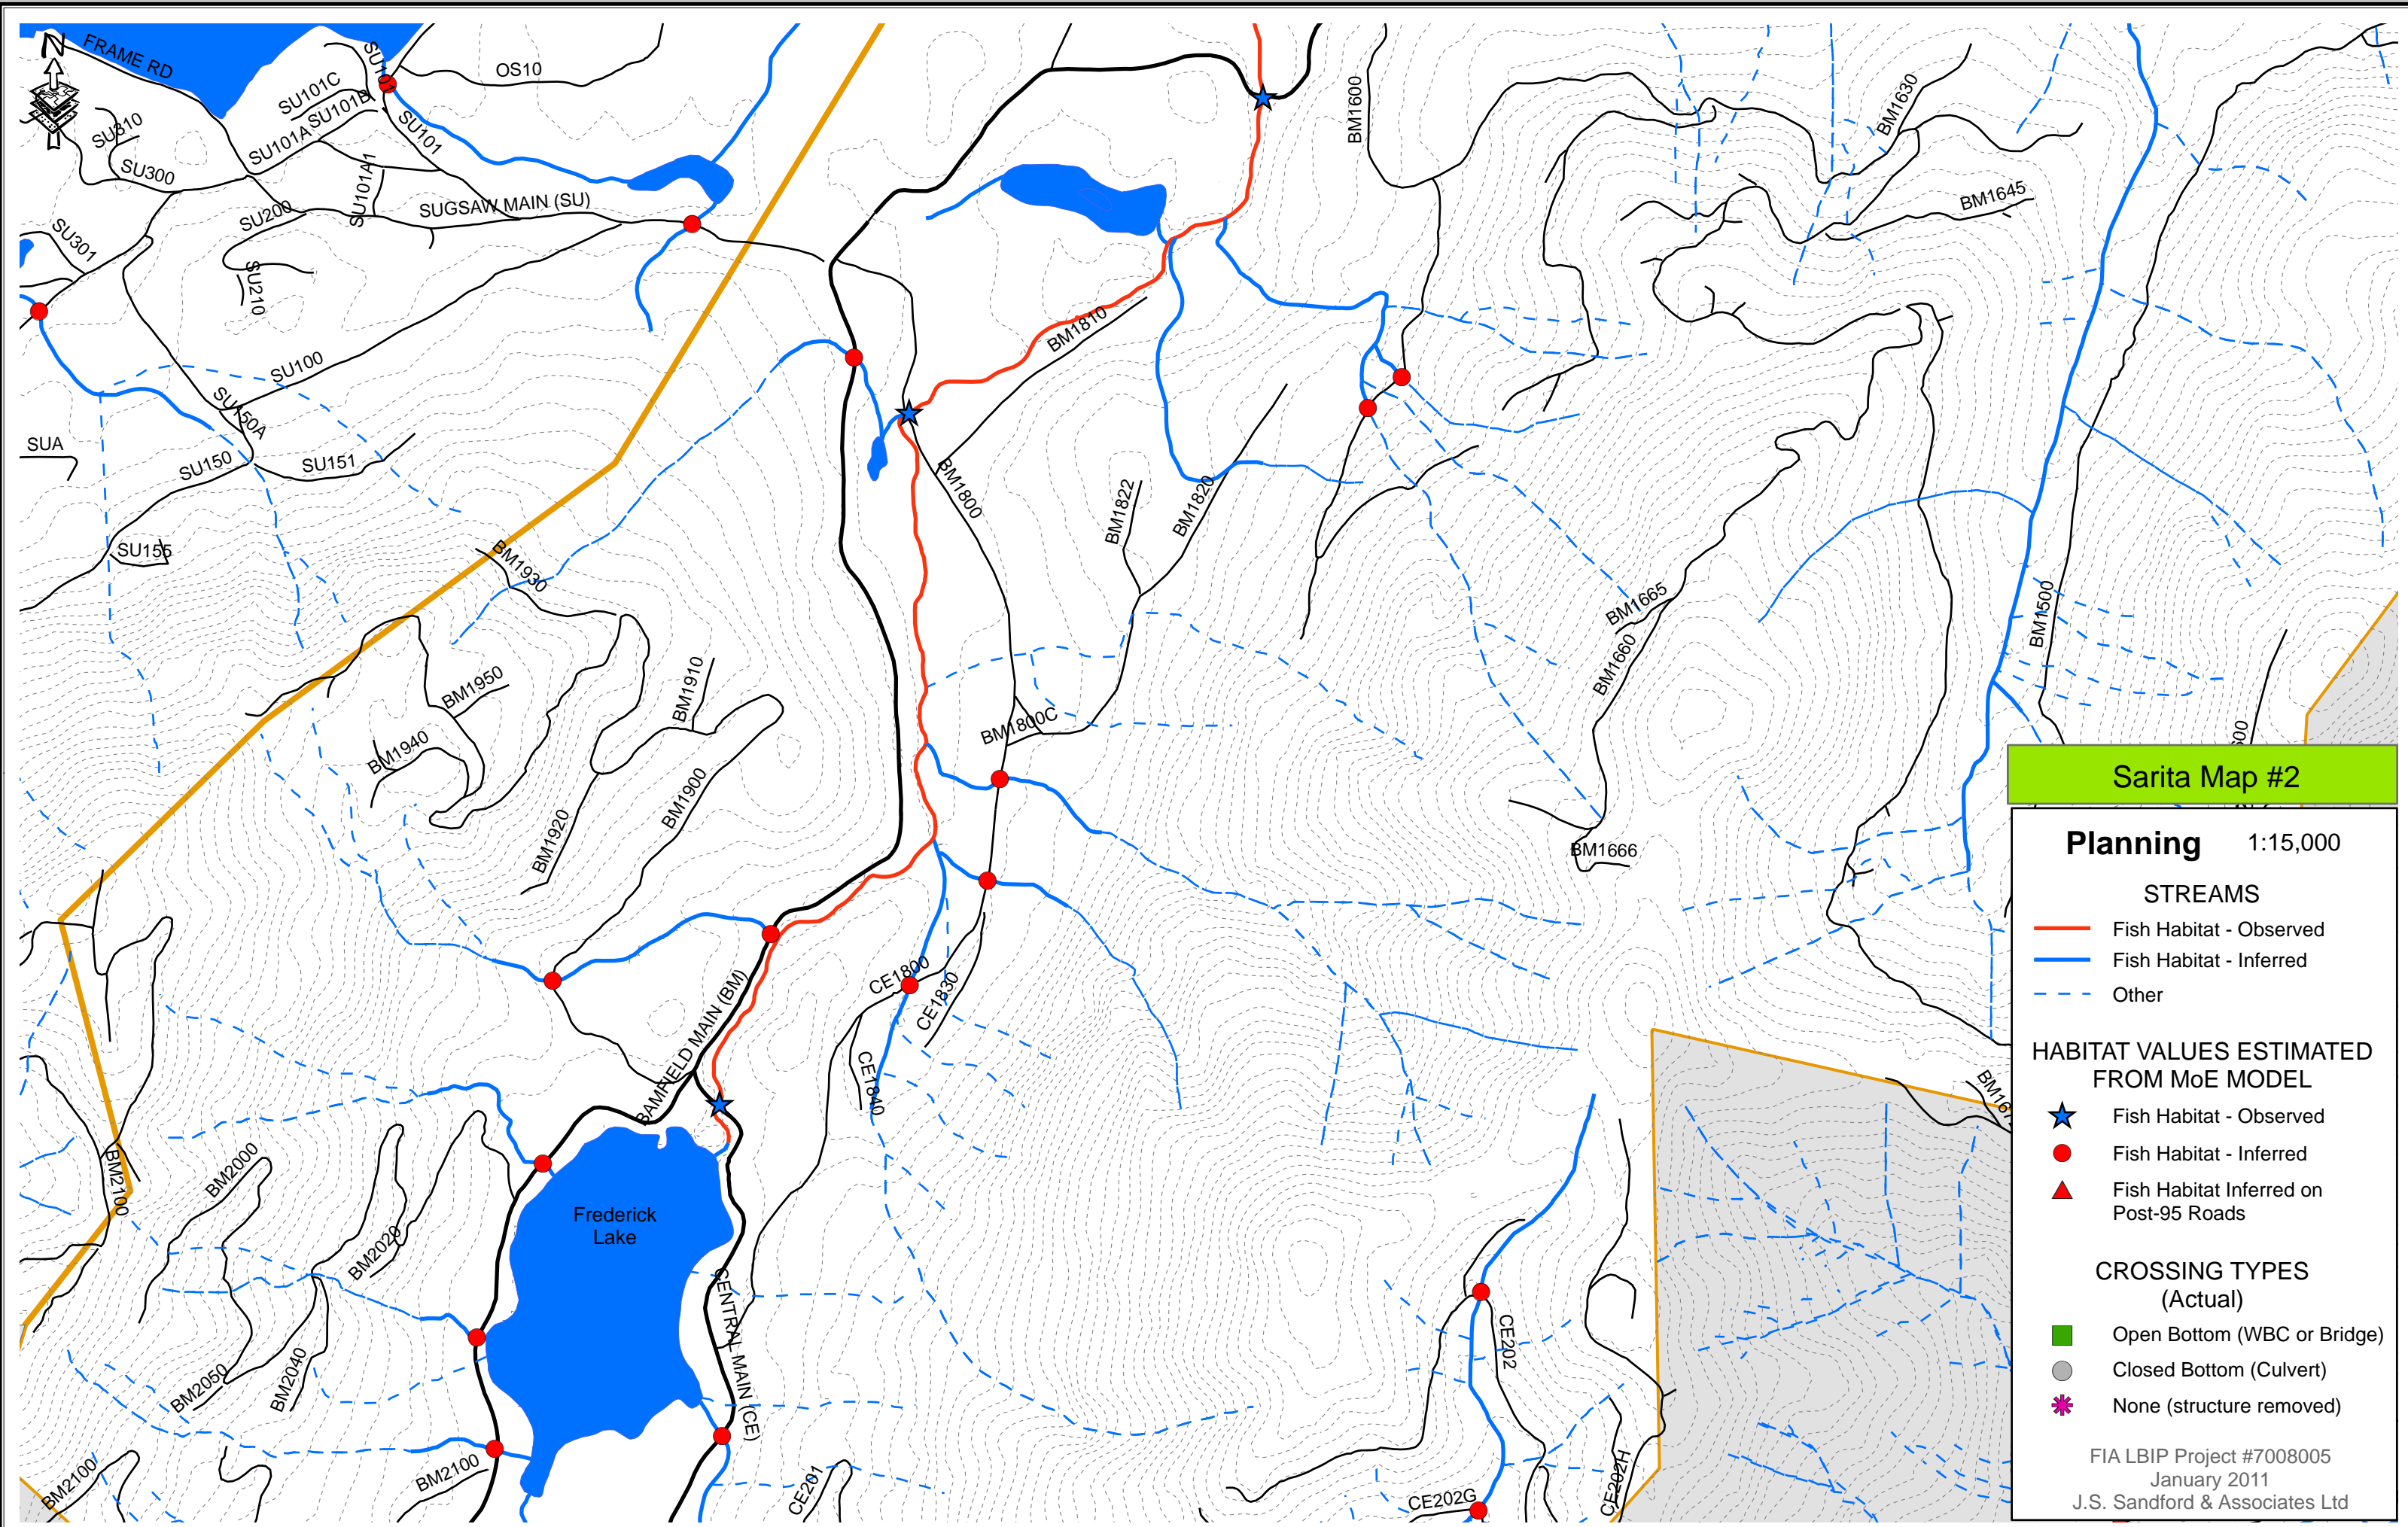 N
FRAME RD
SU101C
SU101B
SU310
SU101A
SU101
OS10
SU300
SU101A1
SU200
SUGSAW MAIN (SU)
SU301
SU210
SU100
SU150A
SUA
SU150
SU151
SU155
BM1600
BM1630
BM1645
BM1810
BM1800
BM1822
BM1820
BM1930
BM1665
BM1660
BM1500
BM1950
BM1910
BM1940
BM1800C
BM1900
BM1920
BM1666
CE1800
CE1830
CE1840
BAMFIELD MAIN (BM)
BM2100
BM2000
BM2020
Frederick
Lake
CENTRAL MAIN (CE)
BM2050
BM2040
BM2100
BM2100
CE201
CE202
CE202G
CE202H
Sarita Map #2
Planning 1:15,000
STREAMS
Fish Habitat - Observed
Fish Habitat - Inferred
Other
HABITAT VALUES ESTIMATED
FROM MoE MODEL
Fish Habitat - Observed
Fish Habitat - Inferred
Fish Habitat Inferred on
Post-95 Roads
CROSSING TYPES
(Actual)
Open Bottom (WBC or Bridge)
Closed Bottom (Culvert)
None (structure removed)
FIA LBIP Project #7008005
January 2011
J.S. Sandford & Associates Ltd